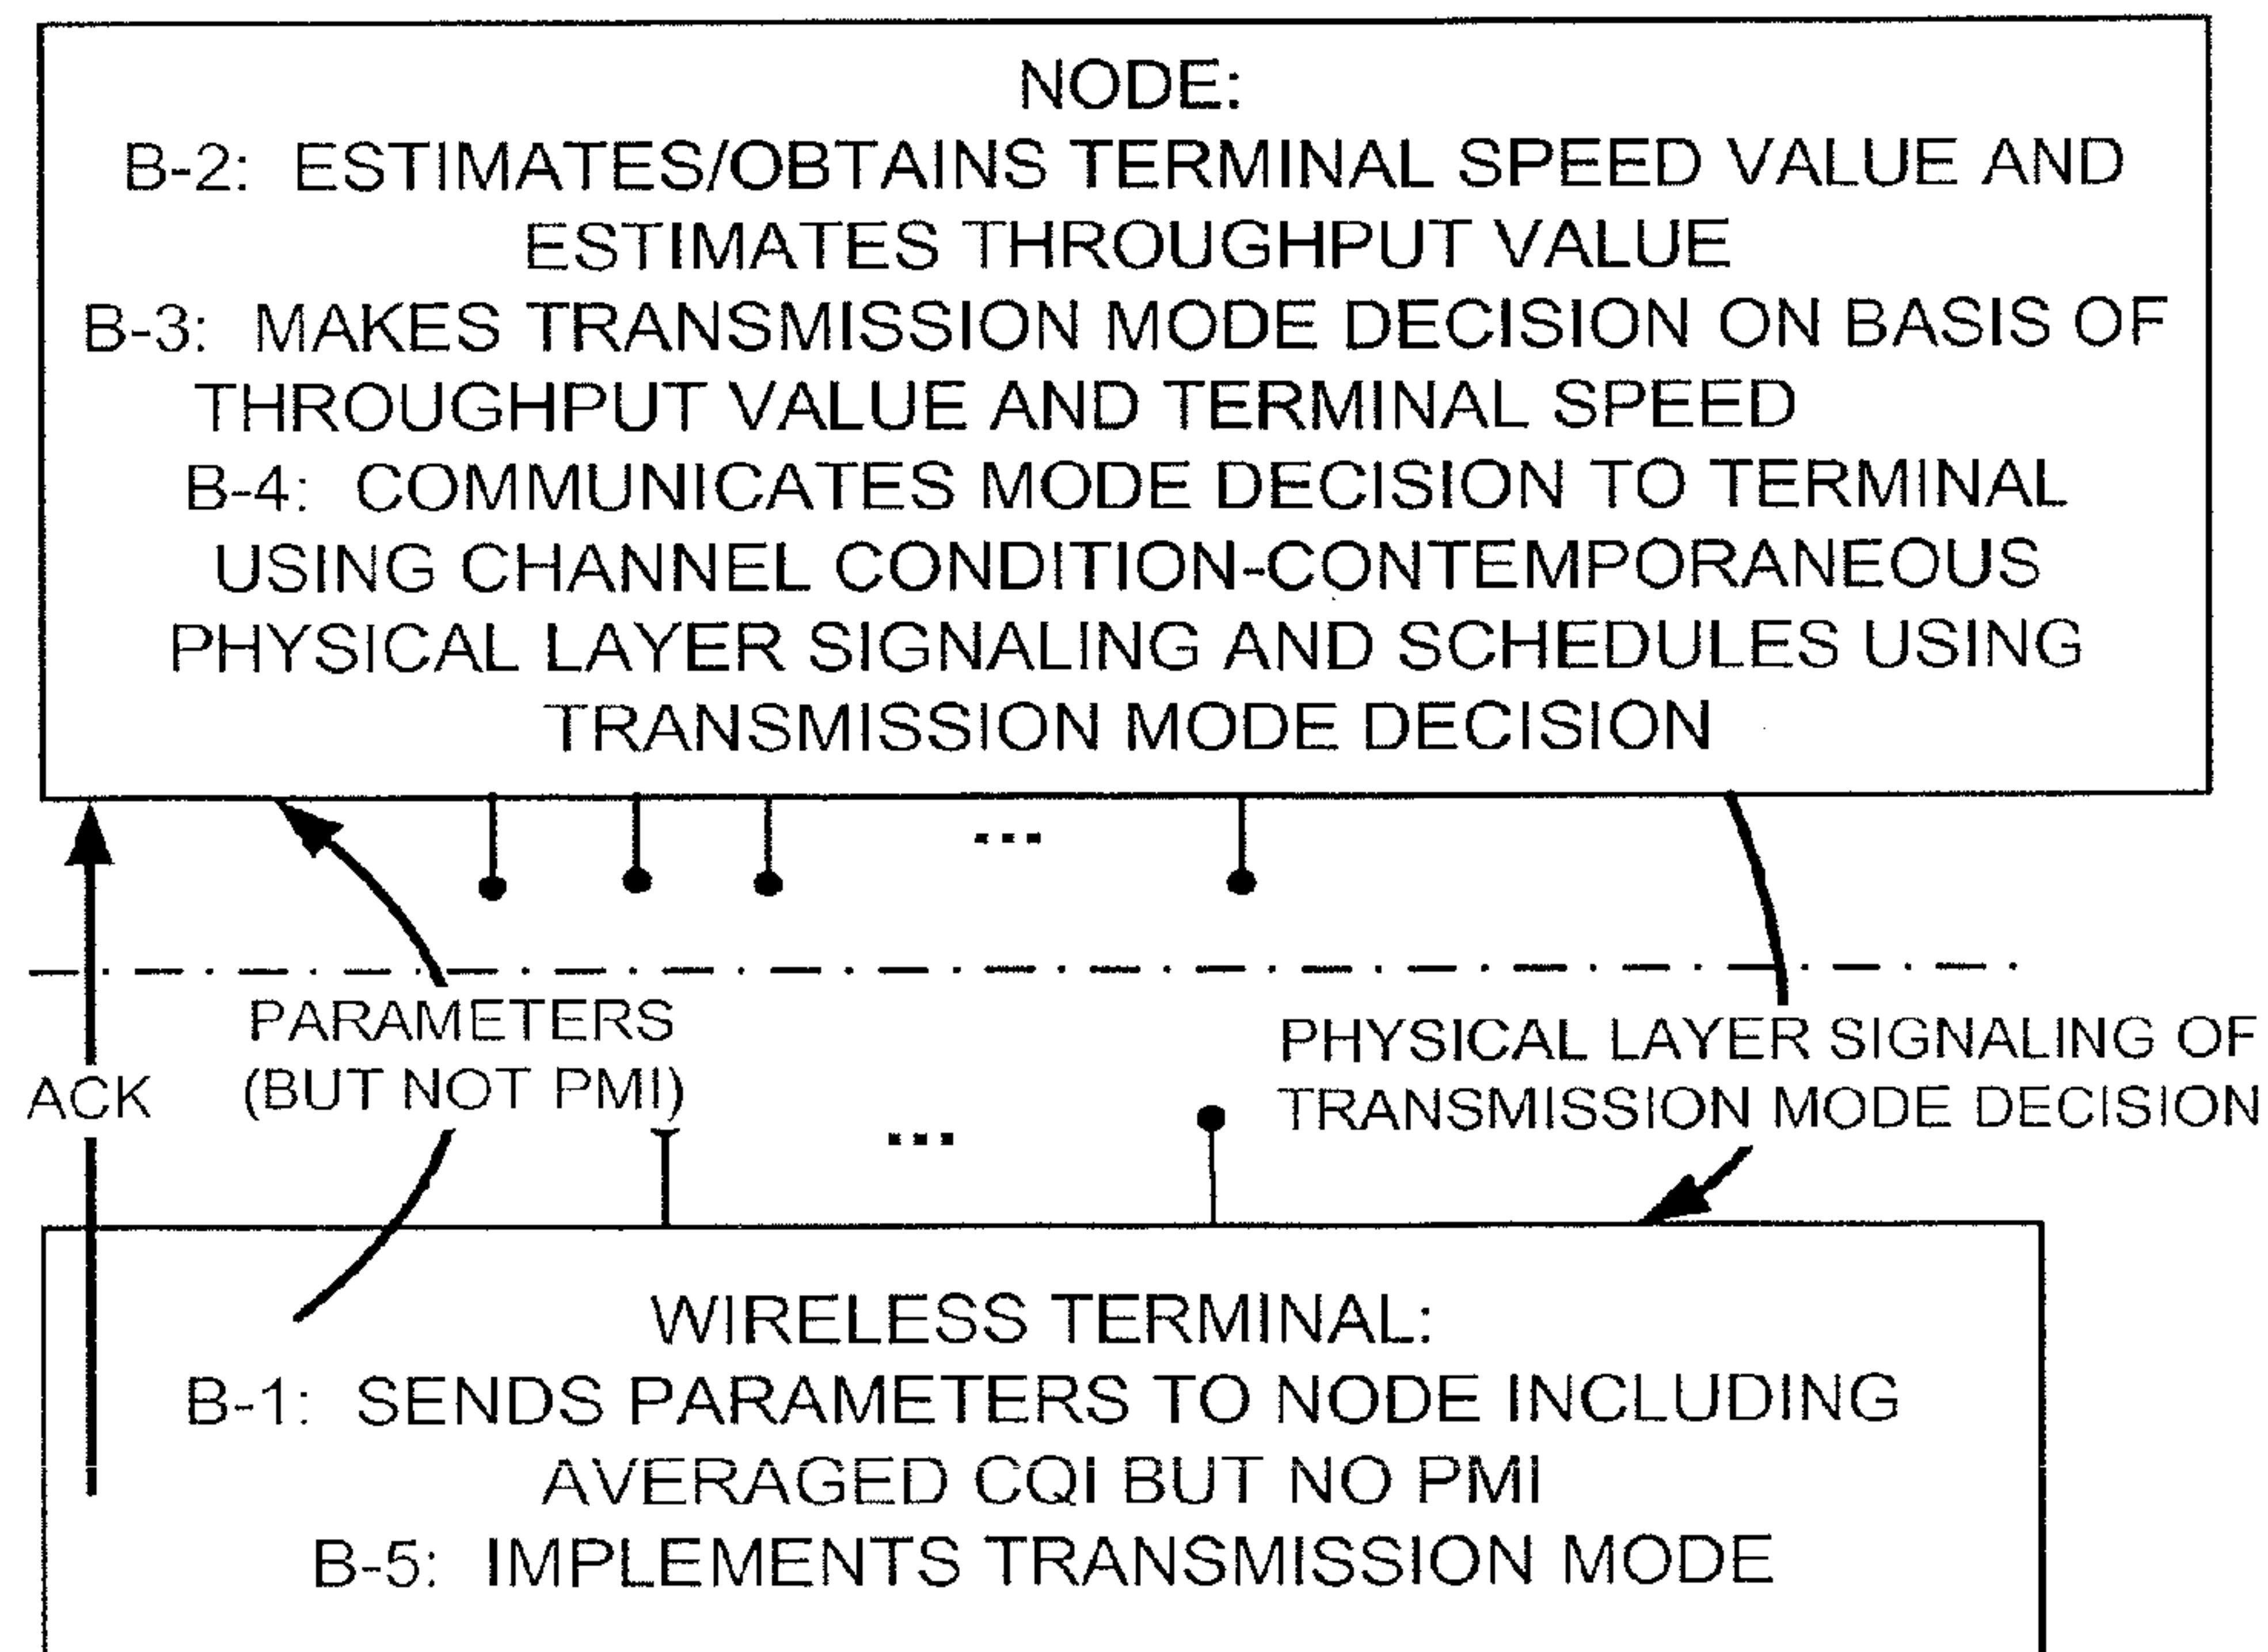 NODE:
B-2: ESTIMATES/OBTAINS TERMINAL SPEED VALUE AND
ESTIMATES THROUGHPUT VALUE
B-3: MAKES TRANSMISSION MODE DECISION ON BASIS OF
THROUGHPUT VALUE AND TERMINAL SPEED
B-4: COMMUNICATES MODE DECISION TO TERMINAL
USING CHANNEL CONDITION-CONTEMPORANEOUS
PHYSICAL LAYER SIGNALING AND SCHEDULES USING
TRANSMISSION MODE DECISION
...
ACK
PARAMETERS
(BUT NOT PMI)
...
PHYSICAL LAYER SIGNALING OF
TRANSMISSION MODE DECISION
WIRELESS TERMINAL:
B-1: SENDS PARAMETERS TO NODE INCLUDING
AVERAGED CQI BUT NO PMI
B-5: IMPLEMENTS TRANSMISSION MODE